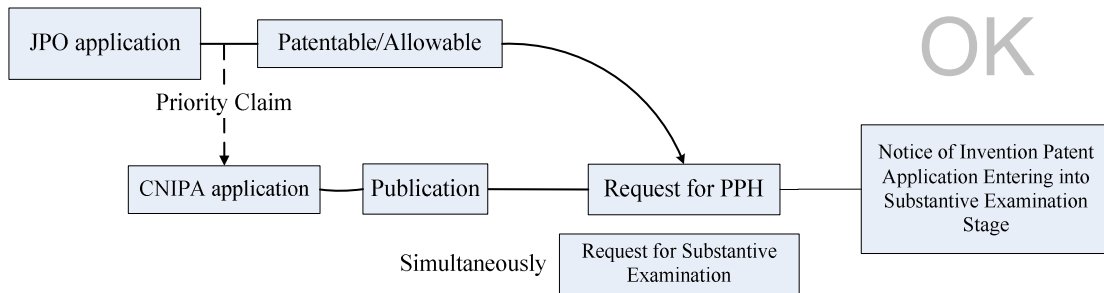 JPO application
Patentable/Allowable
OK
Priority Claim
CNIPA application
Publication
Request for PPH
Notice of Invention Patent
Application Entering into
Substantive Examination
Stage
Simultaneously
Request for Substantive
Examination